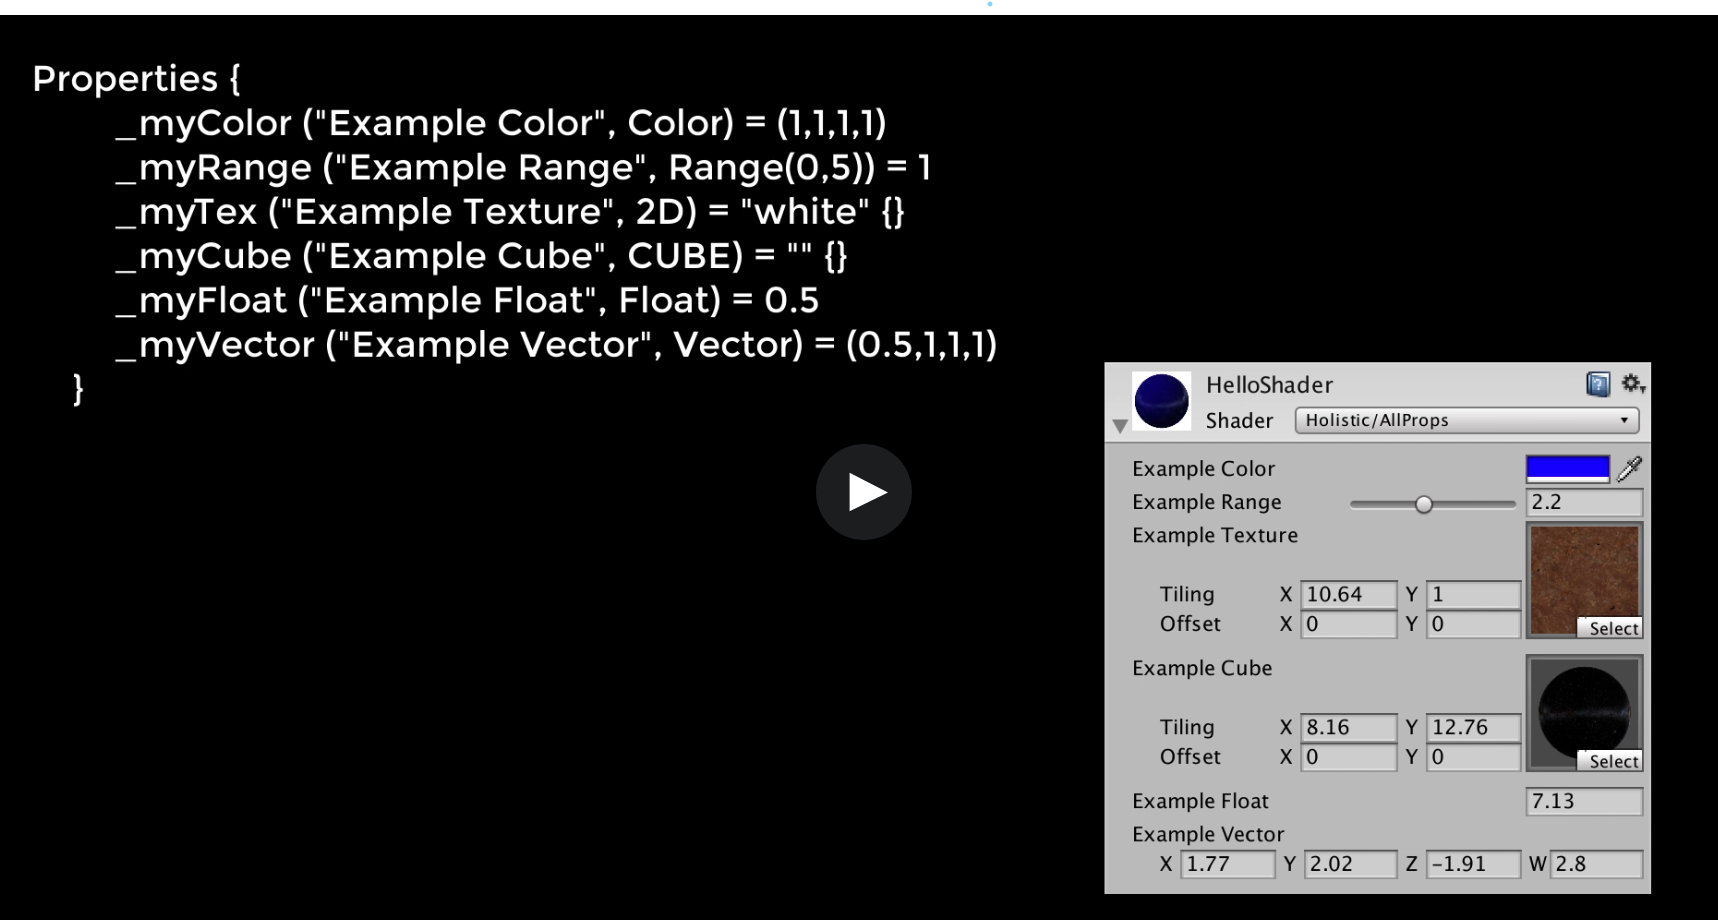 Properties {
_myColor ("Example Color", Color) = (1,1,1,1)
_myRange ("Example Range", Range(0,5)) = 1
_myTex ("Example Texture", 2D) = "white" {}
_myCube ("Example Cube", CUBE) = "" {}
_myFloat ("Example Float", Float) = 0.5
_myVector ("Example Vector", Vector) = (0.5,1,1,1)
}
HelloShader
Shader Holistic/AllProps
Example Color
Example Range 2.2
Example Texture
Tiling X 10.64 Y 1
Offset X 0 Y 0
Select
Example Cube
Tiling X 8.16 Y 12.76
Offset X 0 Y 0
Select
Example Float 7.13
Example Vector
X 1.77 Y 2.02 Z -1.91 W 2.8